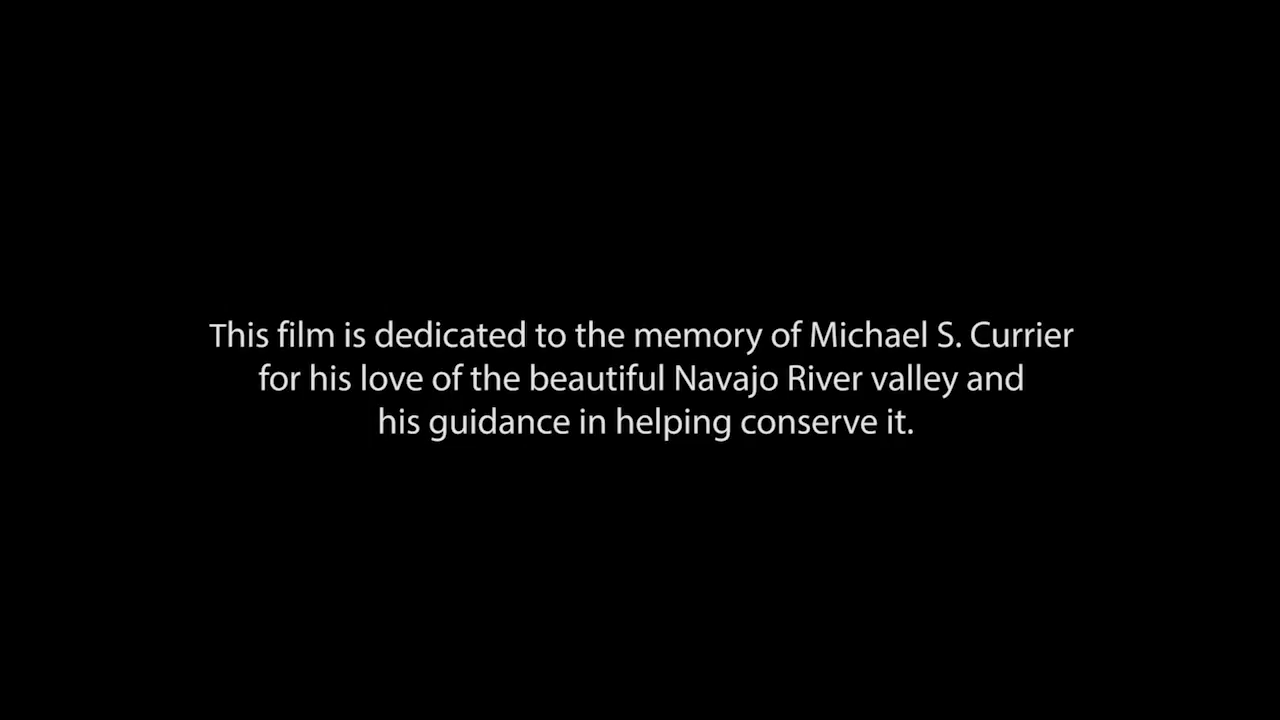 This film is dedicated to the memory of Michael S. Currier
for his love of the beautiful Navajo River valley and
his guidance in helping conserve it.